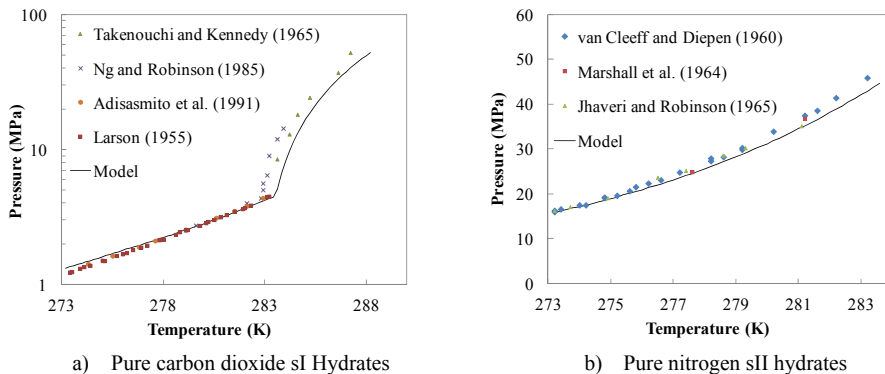 100
10
1
Pressure (MPa)
Takenouchi and Kennedy (1965)
Ng and Robinson (1985)
Adisasmito et al. (1991)
Larson (1955)
Model
273
278
283
288
Temperature (K)
a) Pure carbon dioxide sI Hydrates
60
50
40
30
20
10
0
Pressure (MPa)
van Cleeff and Diepen (1960)
Marshall et al. (1964)
Jhaveri and Robinson (1965)
Model
273
275
277
279
281
283
Temperature (K)
b) Pure nitrogen sII hydrates